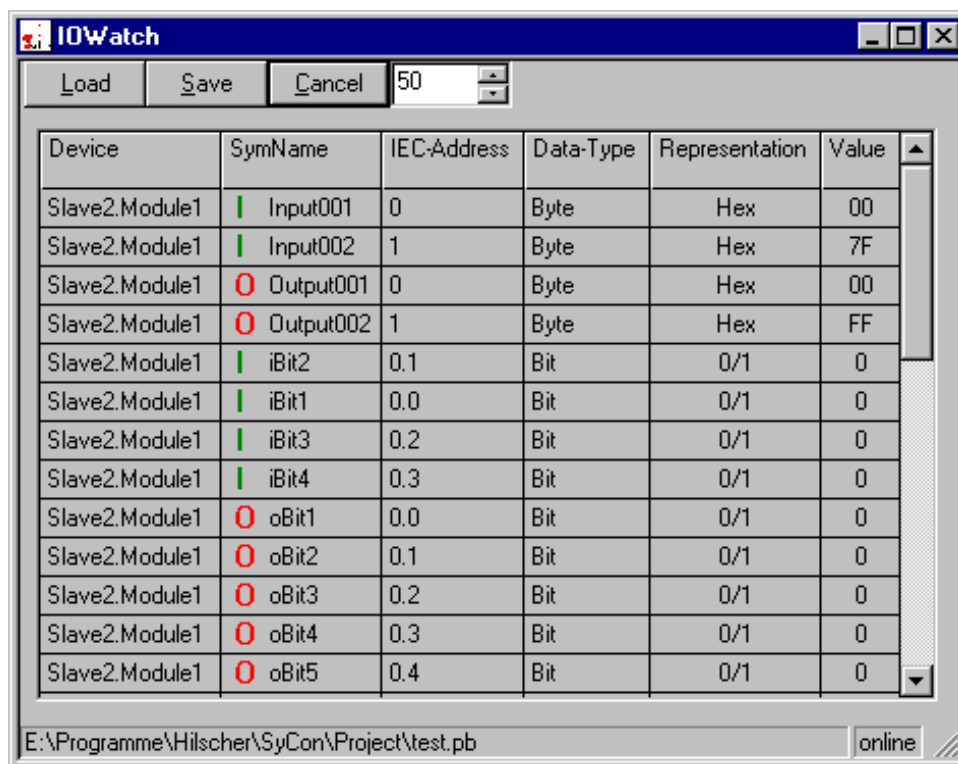 IOWatch
Load Save Cancel 50
Device SymName IEC-Address Data-Type Representation Value
Slave2.Module1 I Input001 0 Byte Hex 00
Slave2.Module1 I Input002 1 Byte Hex 7F
Slave2.Module1 O Output001 0 Byte Hex 00
Slave2.Module1 O Output002 1 Byte Hex FF
Slave2.Module1 I iBit2 0.1 Bit 0/1 0
Slave2.Module1 I iBit1 0.0 Bit 0/1 0
Slave2.Module1 I iBit3 0.2 Bit 0/1 0
Slave2.Module1 I iBit4 0.3 Bit 0/1 0
Slave2.Module1 O oBit1 0.0 Bit 0/1 0
Slave2.Module1 O oBit2 0.1 Bit 0/1 0
Slave2.Module1 O oBit3 0.2 Bit 0/1 0
Slave2.Module1 O oBit4 0.3 Bit 0/1 0
Slave2.Module1 O oBit5 0.4 Bit 0/1 0
E:\Programme\Hilscher\SyCon\Project\test.pb online